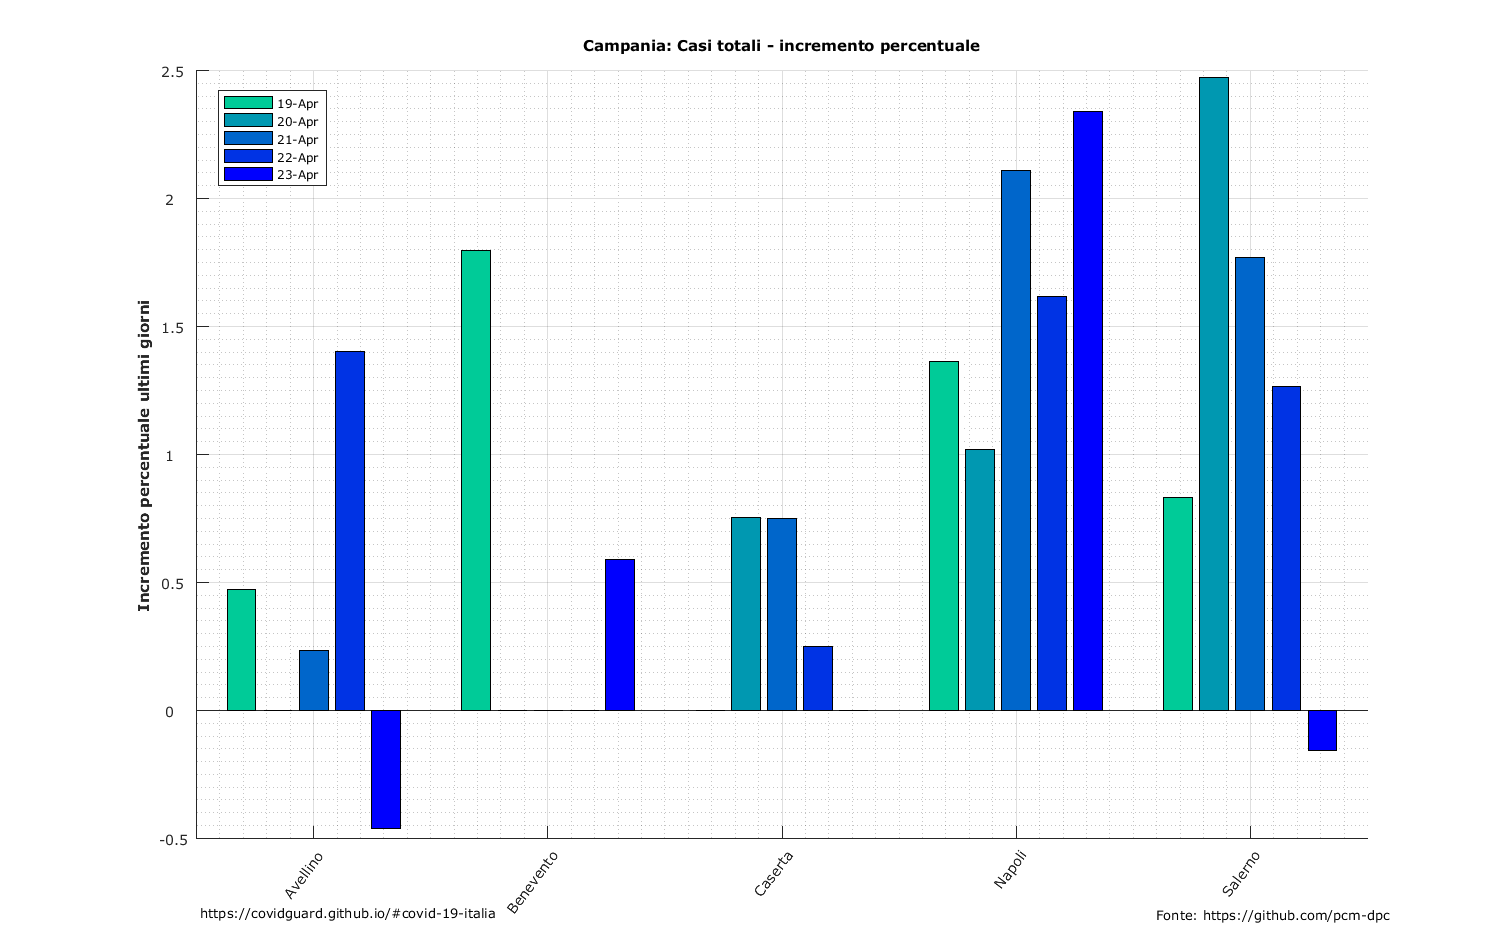 Campania: Casi totali - incremento percentuale
2.5
2
1.5
1
0.5
0
-0.5
Incremento percentuale ultimi giorni
19-Apr
20-Apr
21-Apr
22-Apr
23-Apr
Avellino
Benevento
Caserta
Napoli
Salerno
https://covidguard.github.io/#covid-19-italia
Fonte: https://github.com/pcm-dpc